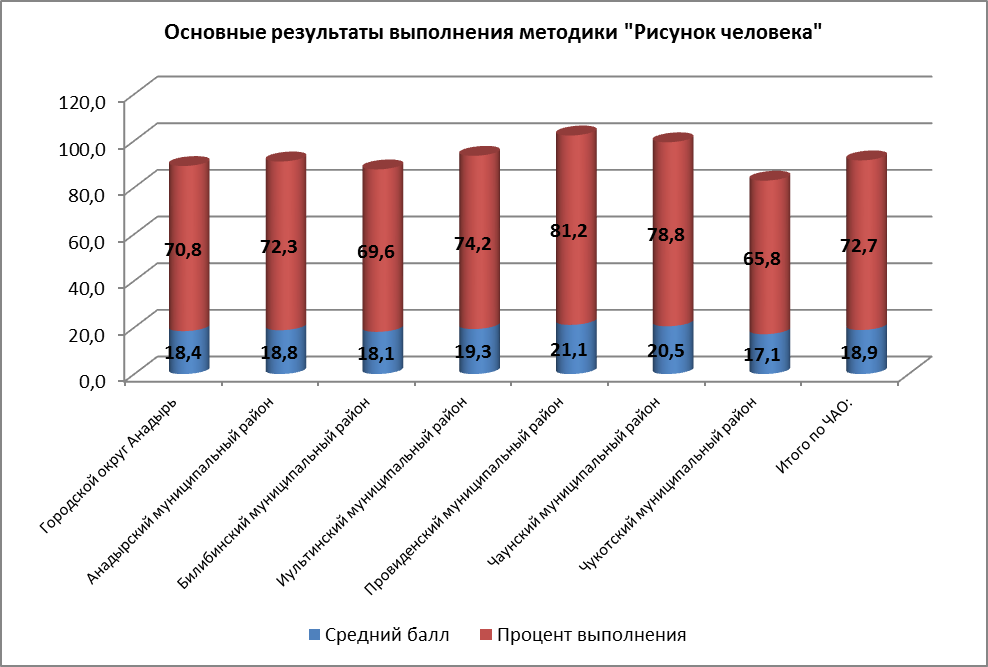 Основные результаты выполнения методики "Рисунок человека"
120,0
100,0
80,0
60,0
40,0
20,0
0,0
70,8
72,3
69,6
74,2
81,2
78,8
65,8
72,7
18,4
18,8
18,1
19,3
21,1
20,5
17,1
18,9
Городской округ Анадырь
Анадырский муниципальный район
Билибинский муниципальный район
Иультинский муниципальный район
Провиденский муниципальный район
Чаунский муниципальный район
Чукотский муниципальный район
Итого по ЧАО:
Средний балл
Процент выполнения